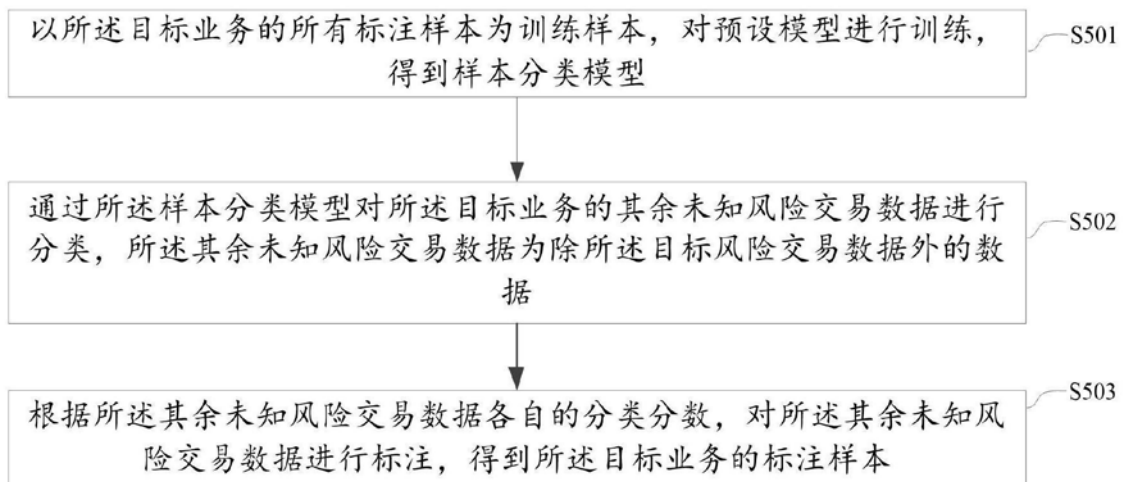 以所述目标业务的所有标注样本为训练样本，对预设模型进行训练，
得到样本分类模型
S501
通过所述样本分类模型对所述目标业务的其余未知风险交易数据进行
分类，所述其余未知风险交易数据为除所述目标风险交易数据外的数
据
S502
根据所述其余未知风险交易数据各自的分类分数，对所述其余未知风
险交易数据进行标注，得到所述目标业务的标注样本
S503